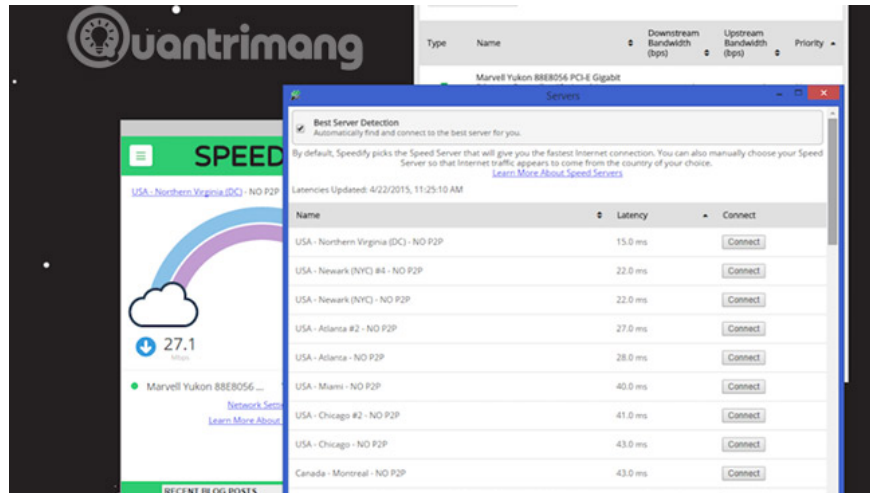 Quantrimang
Type Name Downstream Bandwidth (bps) Upstream Bandwidth (bps) Priority
Marvell Yukon 88E8056 PCI-E Gigabit
Servers
Best Server Detection
Automatically find and connect to the best server for you.
By default, Speedify picks the Speed Server that will give you the fastest Internet connection. You can also manually choose your Speed
Server so that Internet traffic appears to come from the country of your choice.
Learn More About Speed Servers
Latencies Updated: 4/22/2015, 11:25:10 AM
Name Latency Connect
USA - Northern Virginia (DC) - NO P2P 15.0 ms Connect
USA - Newark (NYC) #4 - NO P2P 22.0 ms Connect
USA - Newark (NYC) - NO P2P 22.0 ms Connect
USA - Atlanta #2 - NO P2P 27.0 ms Connect
USA - Atlanta - NO P2P 28.0 ms Connect
USA - Miami - NO P2P 40.0 ms Connect
USA - Chicago #2 - NO P2P 41.0 ms Connect
USA - Chicago - NO P2P 43.0 ms Connect
Canada - Montreal - NO P2P 43.0 ms Connect
SPEED
USA - Northern Virginia (DC) - NO P2P
27.1
Mbps
Marvell Yukon 88E8056 ...
Network Sett
Learn More About
RECENT BLOG POSTS